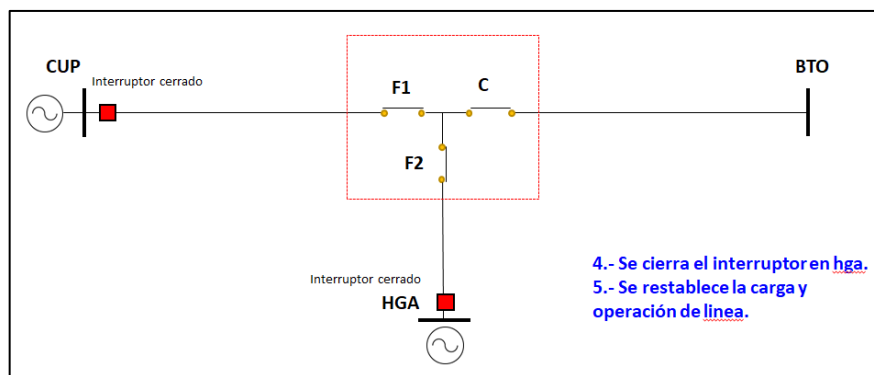 CUP
Interruptor cerrado
BTO
F1
C
F2
Interruptor cerrado
HGA
4.- Se cierra el interruptor en hga.
5.- Se restablece la carga y
operación de linea.